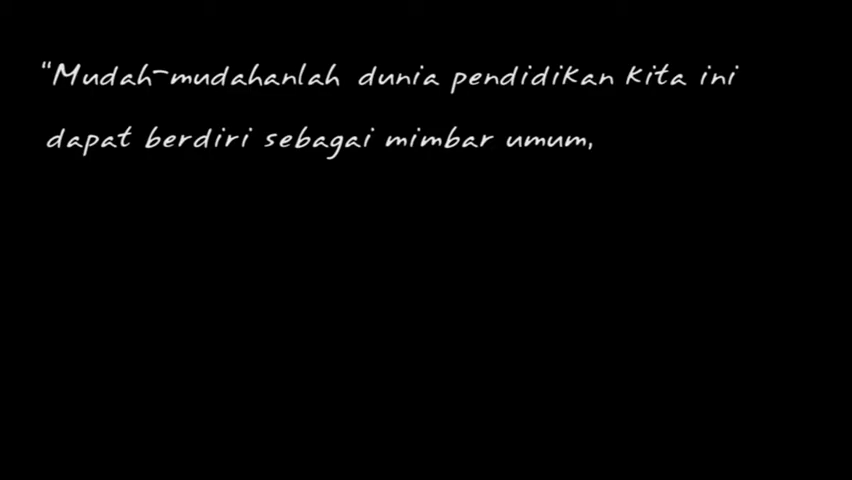 "Mudah-mudahanlah dunia pendidikan kita ini
dapat berdiri sebagai mimbar umum,